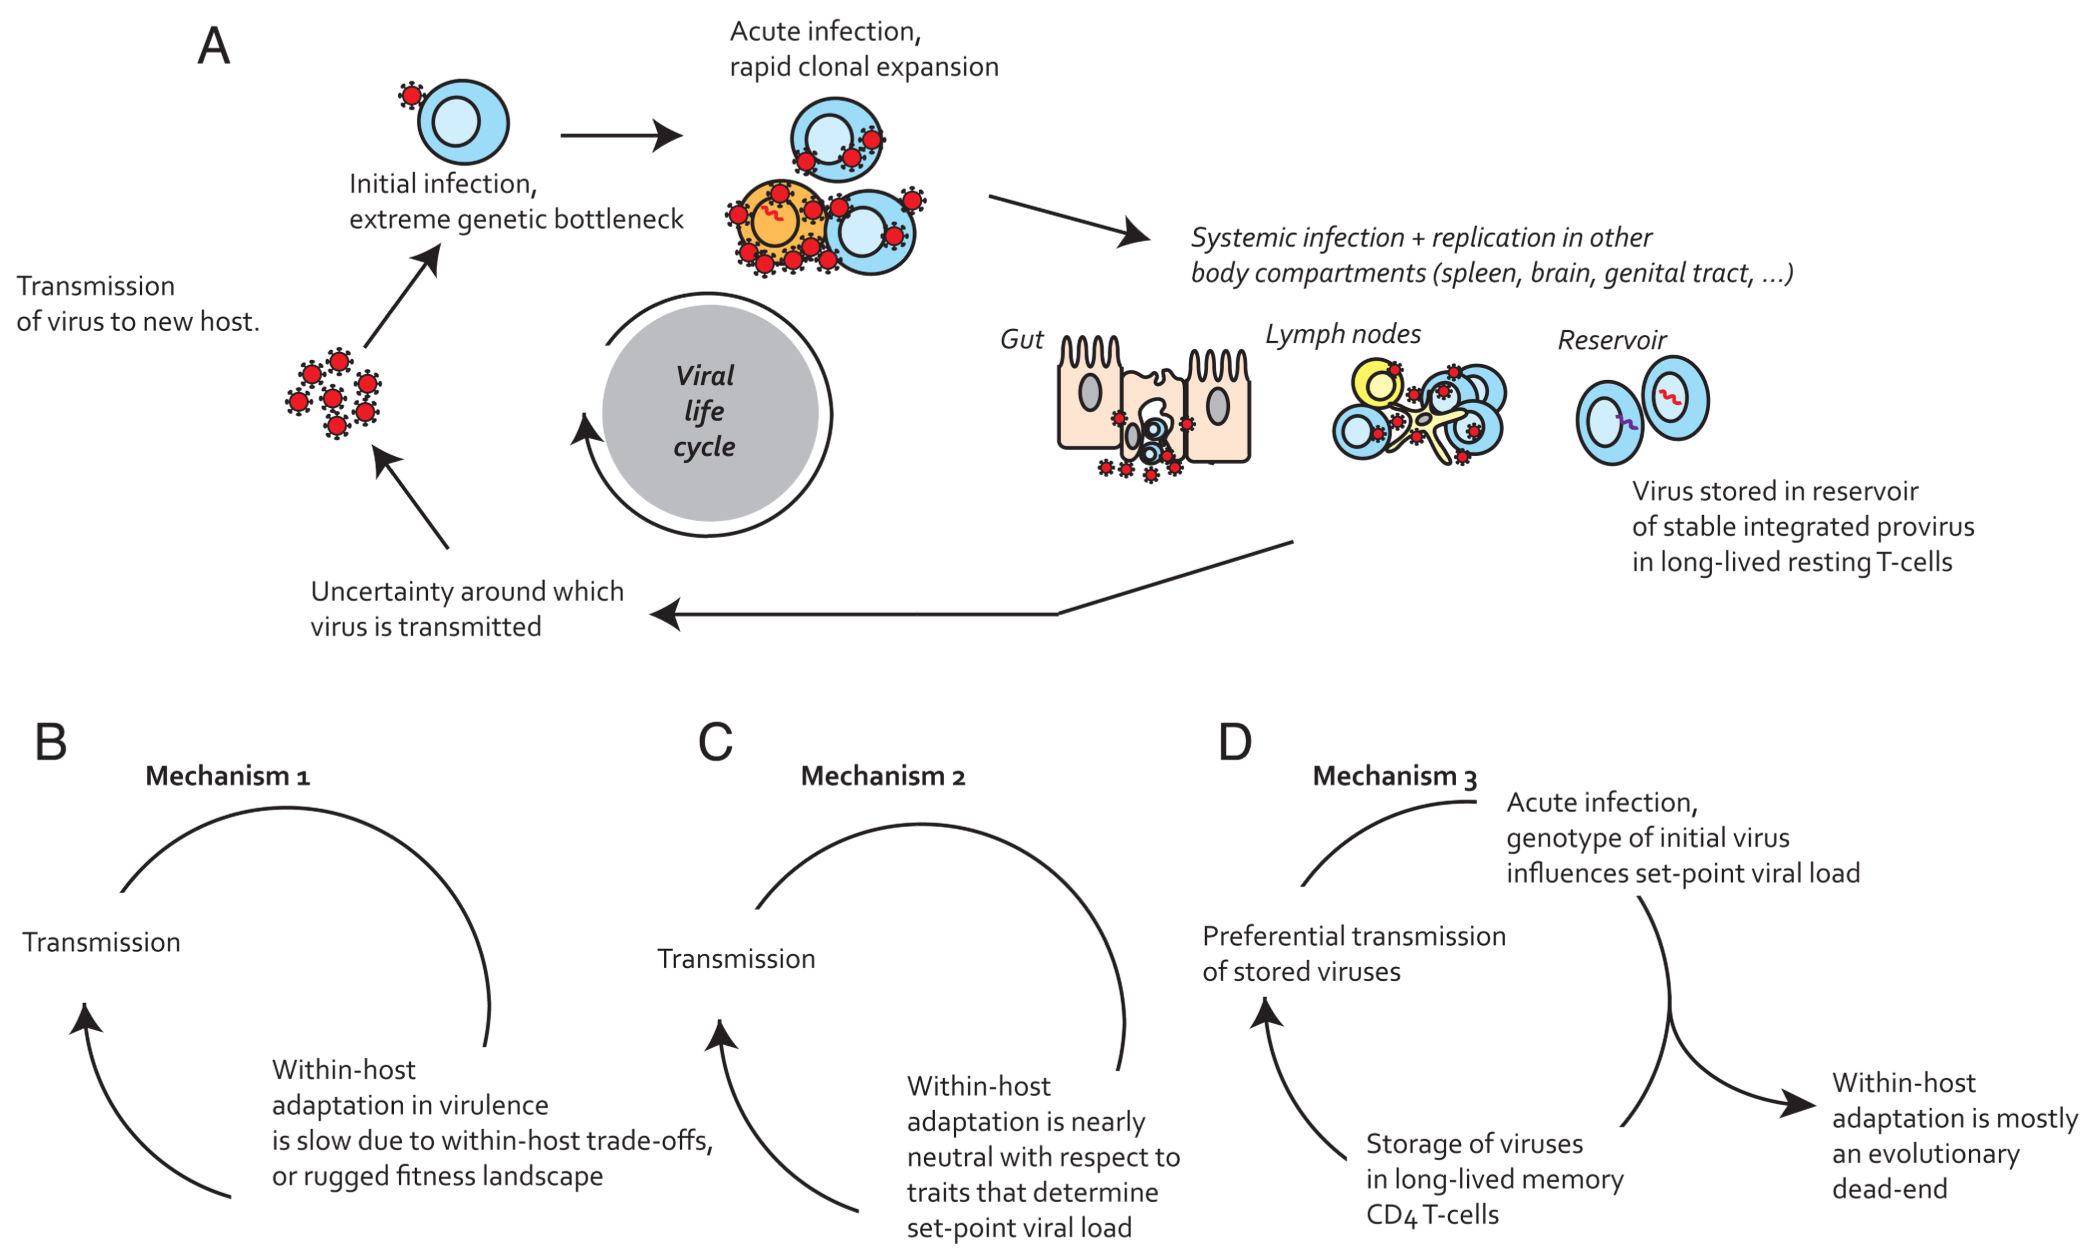 A
Acute infection,
rapid clonal expansion
Initial infection,
extreme genetic bottleneck
Transmission
of virus to new host.
Systemic infection + replication in other
body compartments (spleen, brain, genital tract, ...)
Gut
Lymph nodes
Reservoir
Viral
life
cycle
Virus stored in reservoir
of stable integrated provirus
in long-lived resting T-cells
Uncertainty around which
virus is transmitted
B
Mechanism 1
Transmission
Within-host
adaptation in virulence
is slow due to within-host trade-offs,
or rugged fitness landscape
C
Mechanism 2
Transmission
Within-host
adaptation is nearly
neutral with respect to
traits that determine
set-point viral load
D
Mechanism 3
Acute infection,
genotype of initial virus
influences set-point viral load
Preferential transmission
of stored viruses
Storage of viruses
in long-lived memory
CD4 T-cells
Within-host
adaptation is mostly
an evolutionary
dead-end